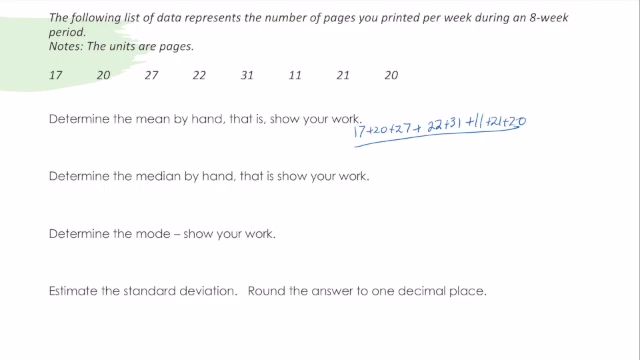 The following list of data represents the number of pages you printed per week during an 8-week
period.
Notes: The units are pages.
17 20 27 22 31 11 21 20
Determine the mean by hand, that is, show your work.
17+20+27+ 22+31 +11+21+20
Determine the median by hand, that is show your work.
Determine the mode – show your work.
Estimate the standard deviation. Round the answer to one decimal place.